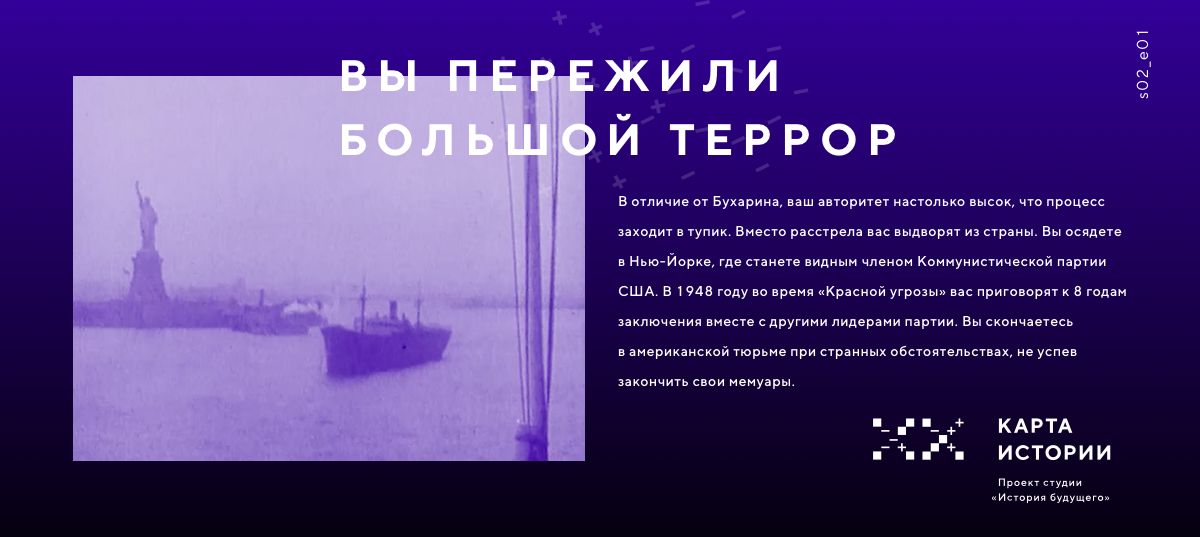 s02_e01
ВЫ ПЕРЕЖИЛИ
БОЛЬШОЙ ТЕРРОР
В отличие от Бухарина, ваш авторитет настолько высок, что процесс
заходит в тупик. Вместо расстрела вас выдворят из страны. Вы осядете
в Нью-Йорке, где станете видным членом Коммунистической партии
США. В 1948 году во время «Красной угрозы» вас приговорят к 8 годам
заключения вместе с другими лидерами партии. Вы скончаетесь
в американской тюрьме при странных обстоятельствах, не успев
закончить свои мемуары.
КАРТА
ИСТОРИИ
Проект студии
«История будущего»